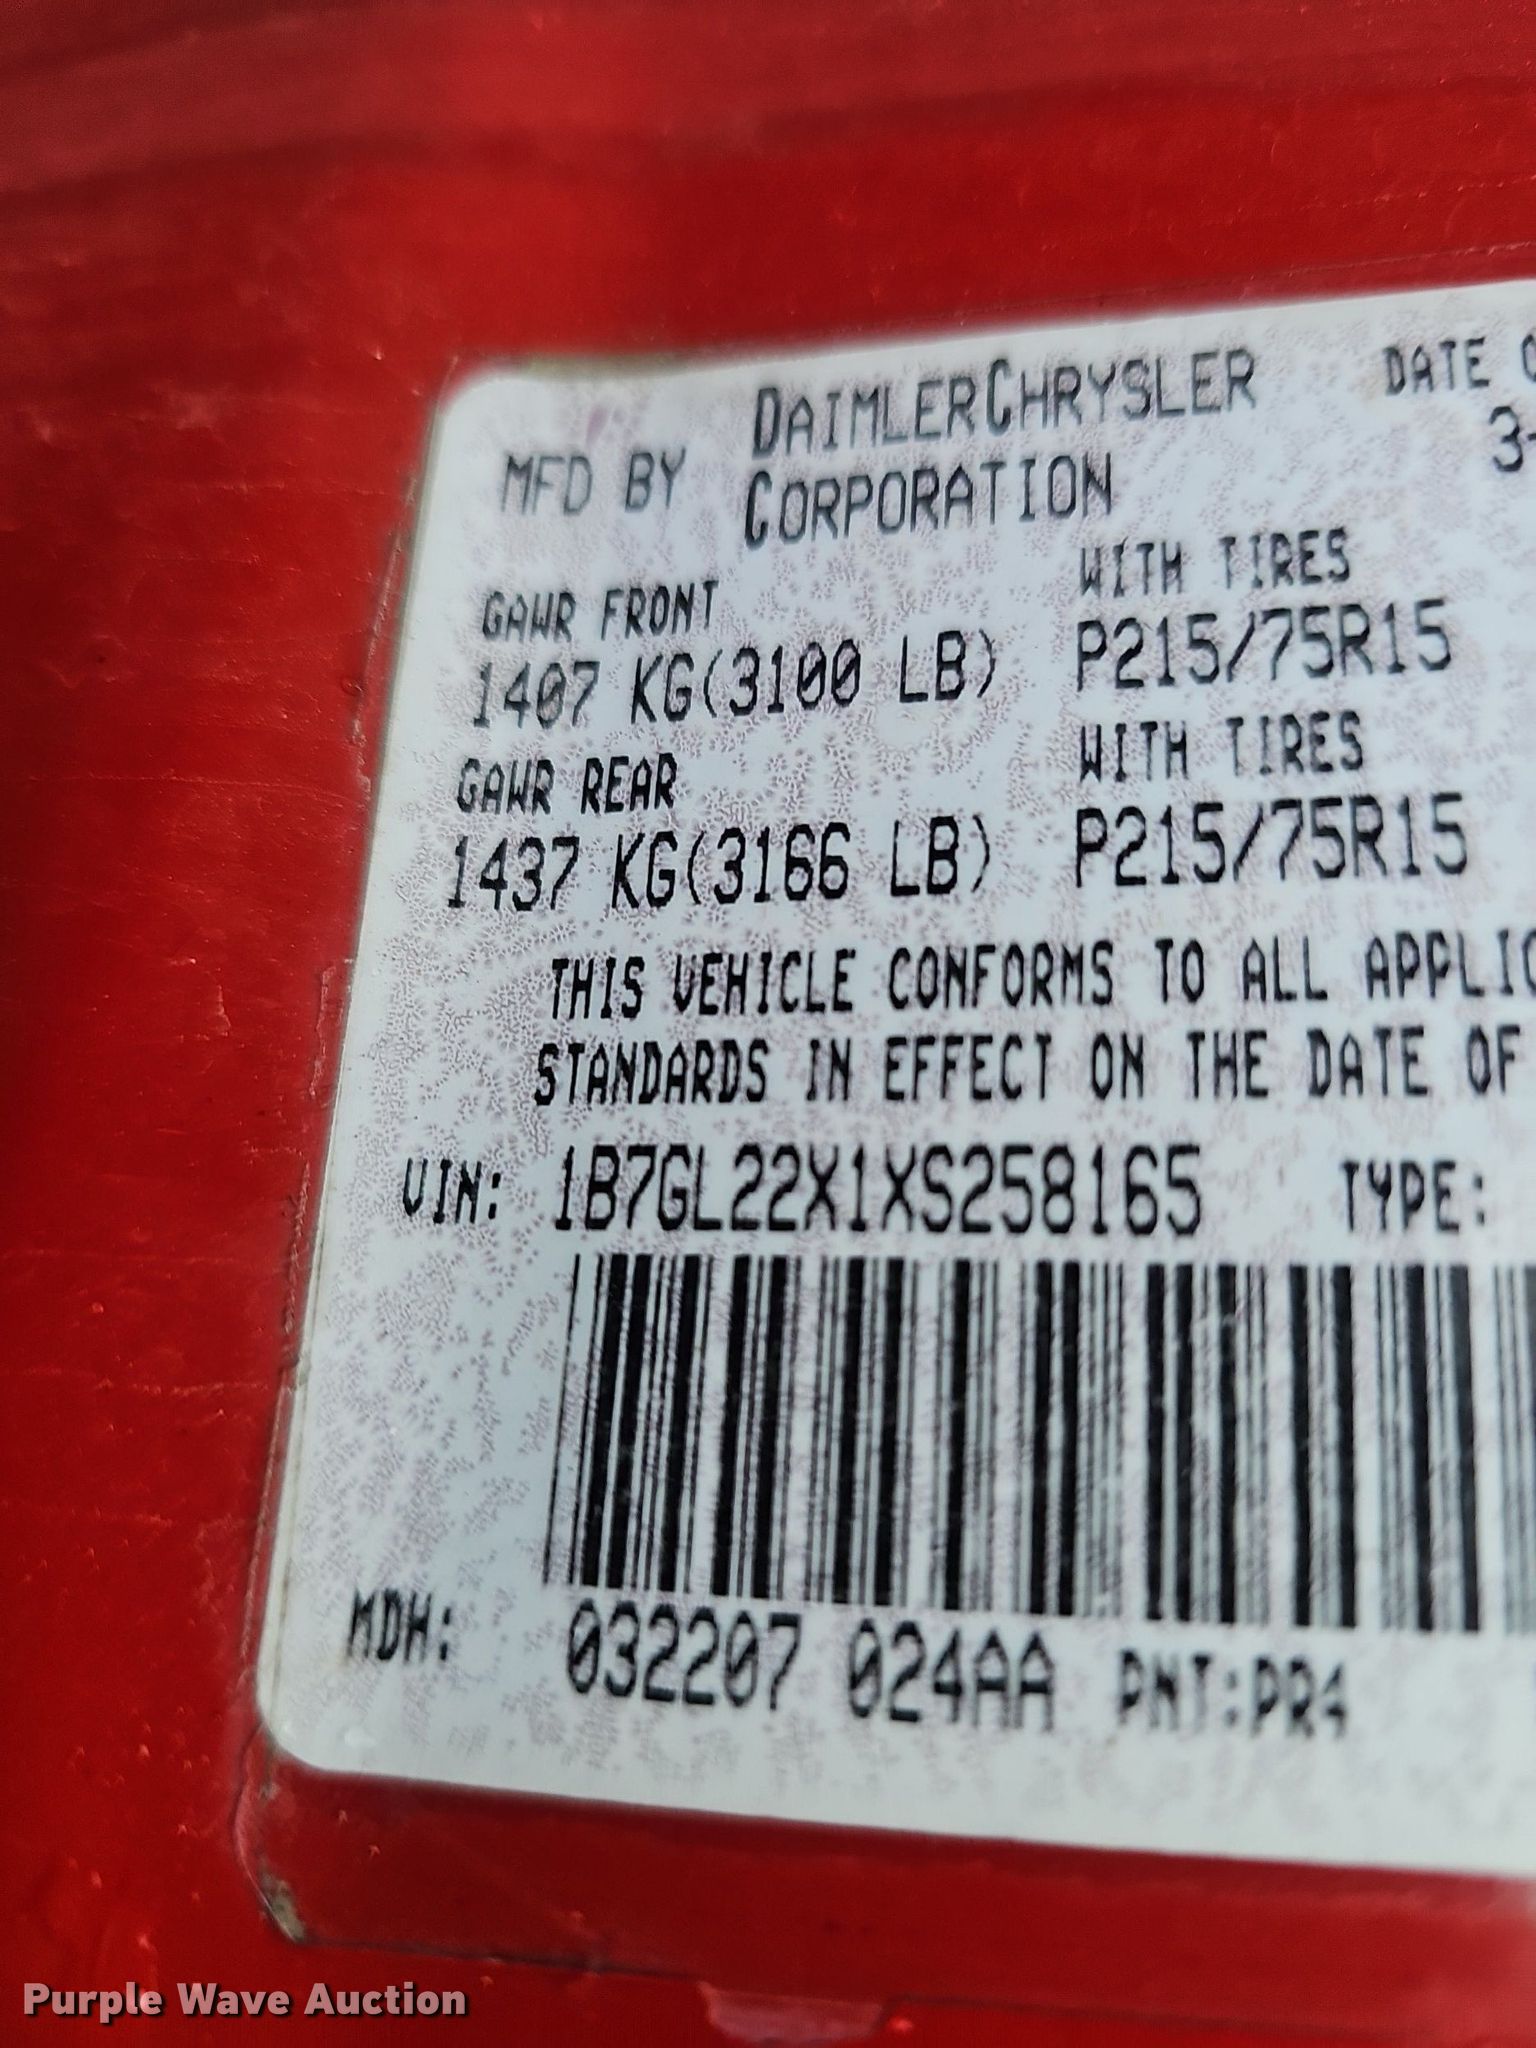 MFD BY DAIMLERCHRYSLER CORPORATION
DATE O
3-
GAWR FRONT WITH TIRES
1407 KG(3100 LB) P215/75R15
GAWR REAR WITH TIRES
1437 KG(3166 LB) P215/75R15
THIS VEHICLE CONFORMS TO ALL APPLIC
STANDARDS IN EFFECT ON THE DATE OF
VIN: 1B7GL22X1XS258165 TYPE:
MDH: 032207 024AA PNT:PR4
Purple Wave Auction